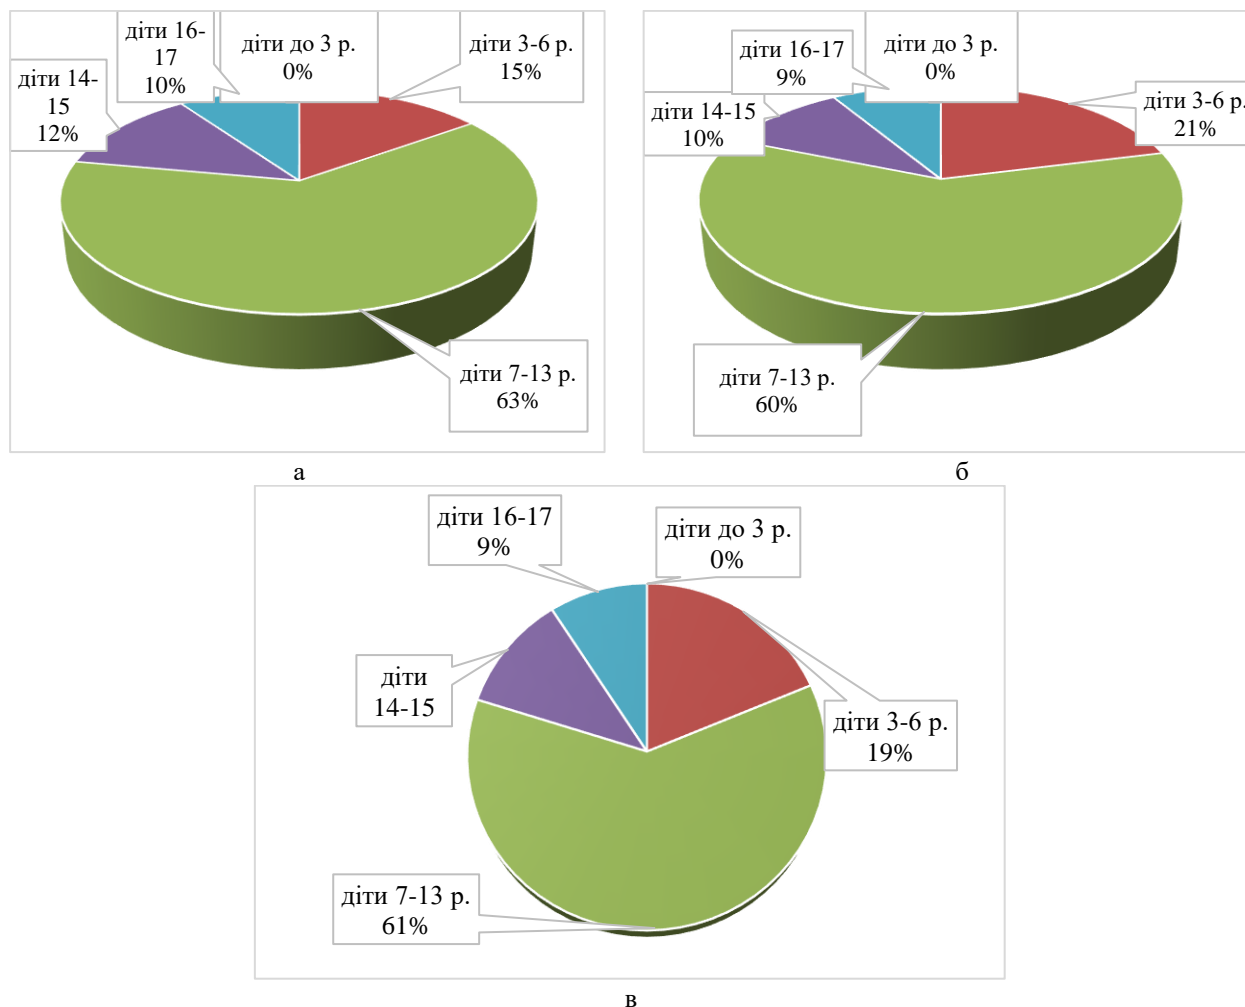 діти 16-
17
10%
діти до 3 р.
0%
діти 3-6 р.
15%
діти 14-
15
12%
діти 7-13 р.
63%
а
діти 16-17
9%
діти до 3 р.
0%
діти 3-6 р.
21%
діти 14-15
10%
діти 7-13 р.
60%
б
діти 16-17
9%
діти до 3 р.
0%
діти
14-15
діти 3-6 р.
19%
діти 7-13 р.
61%
в